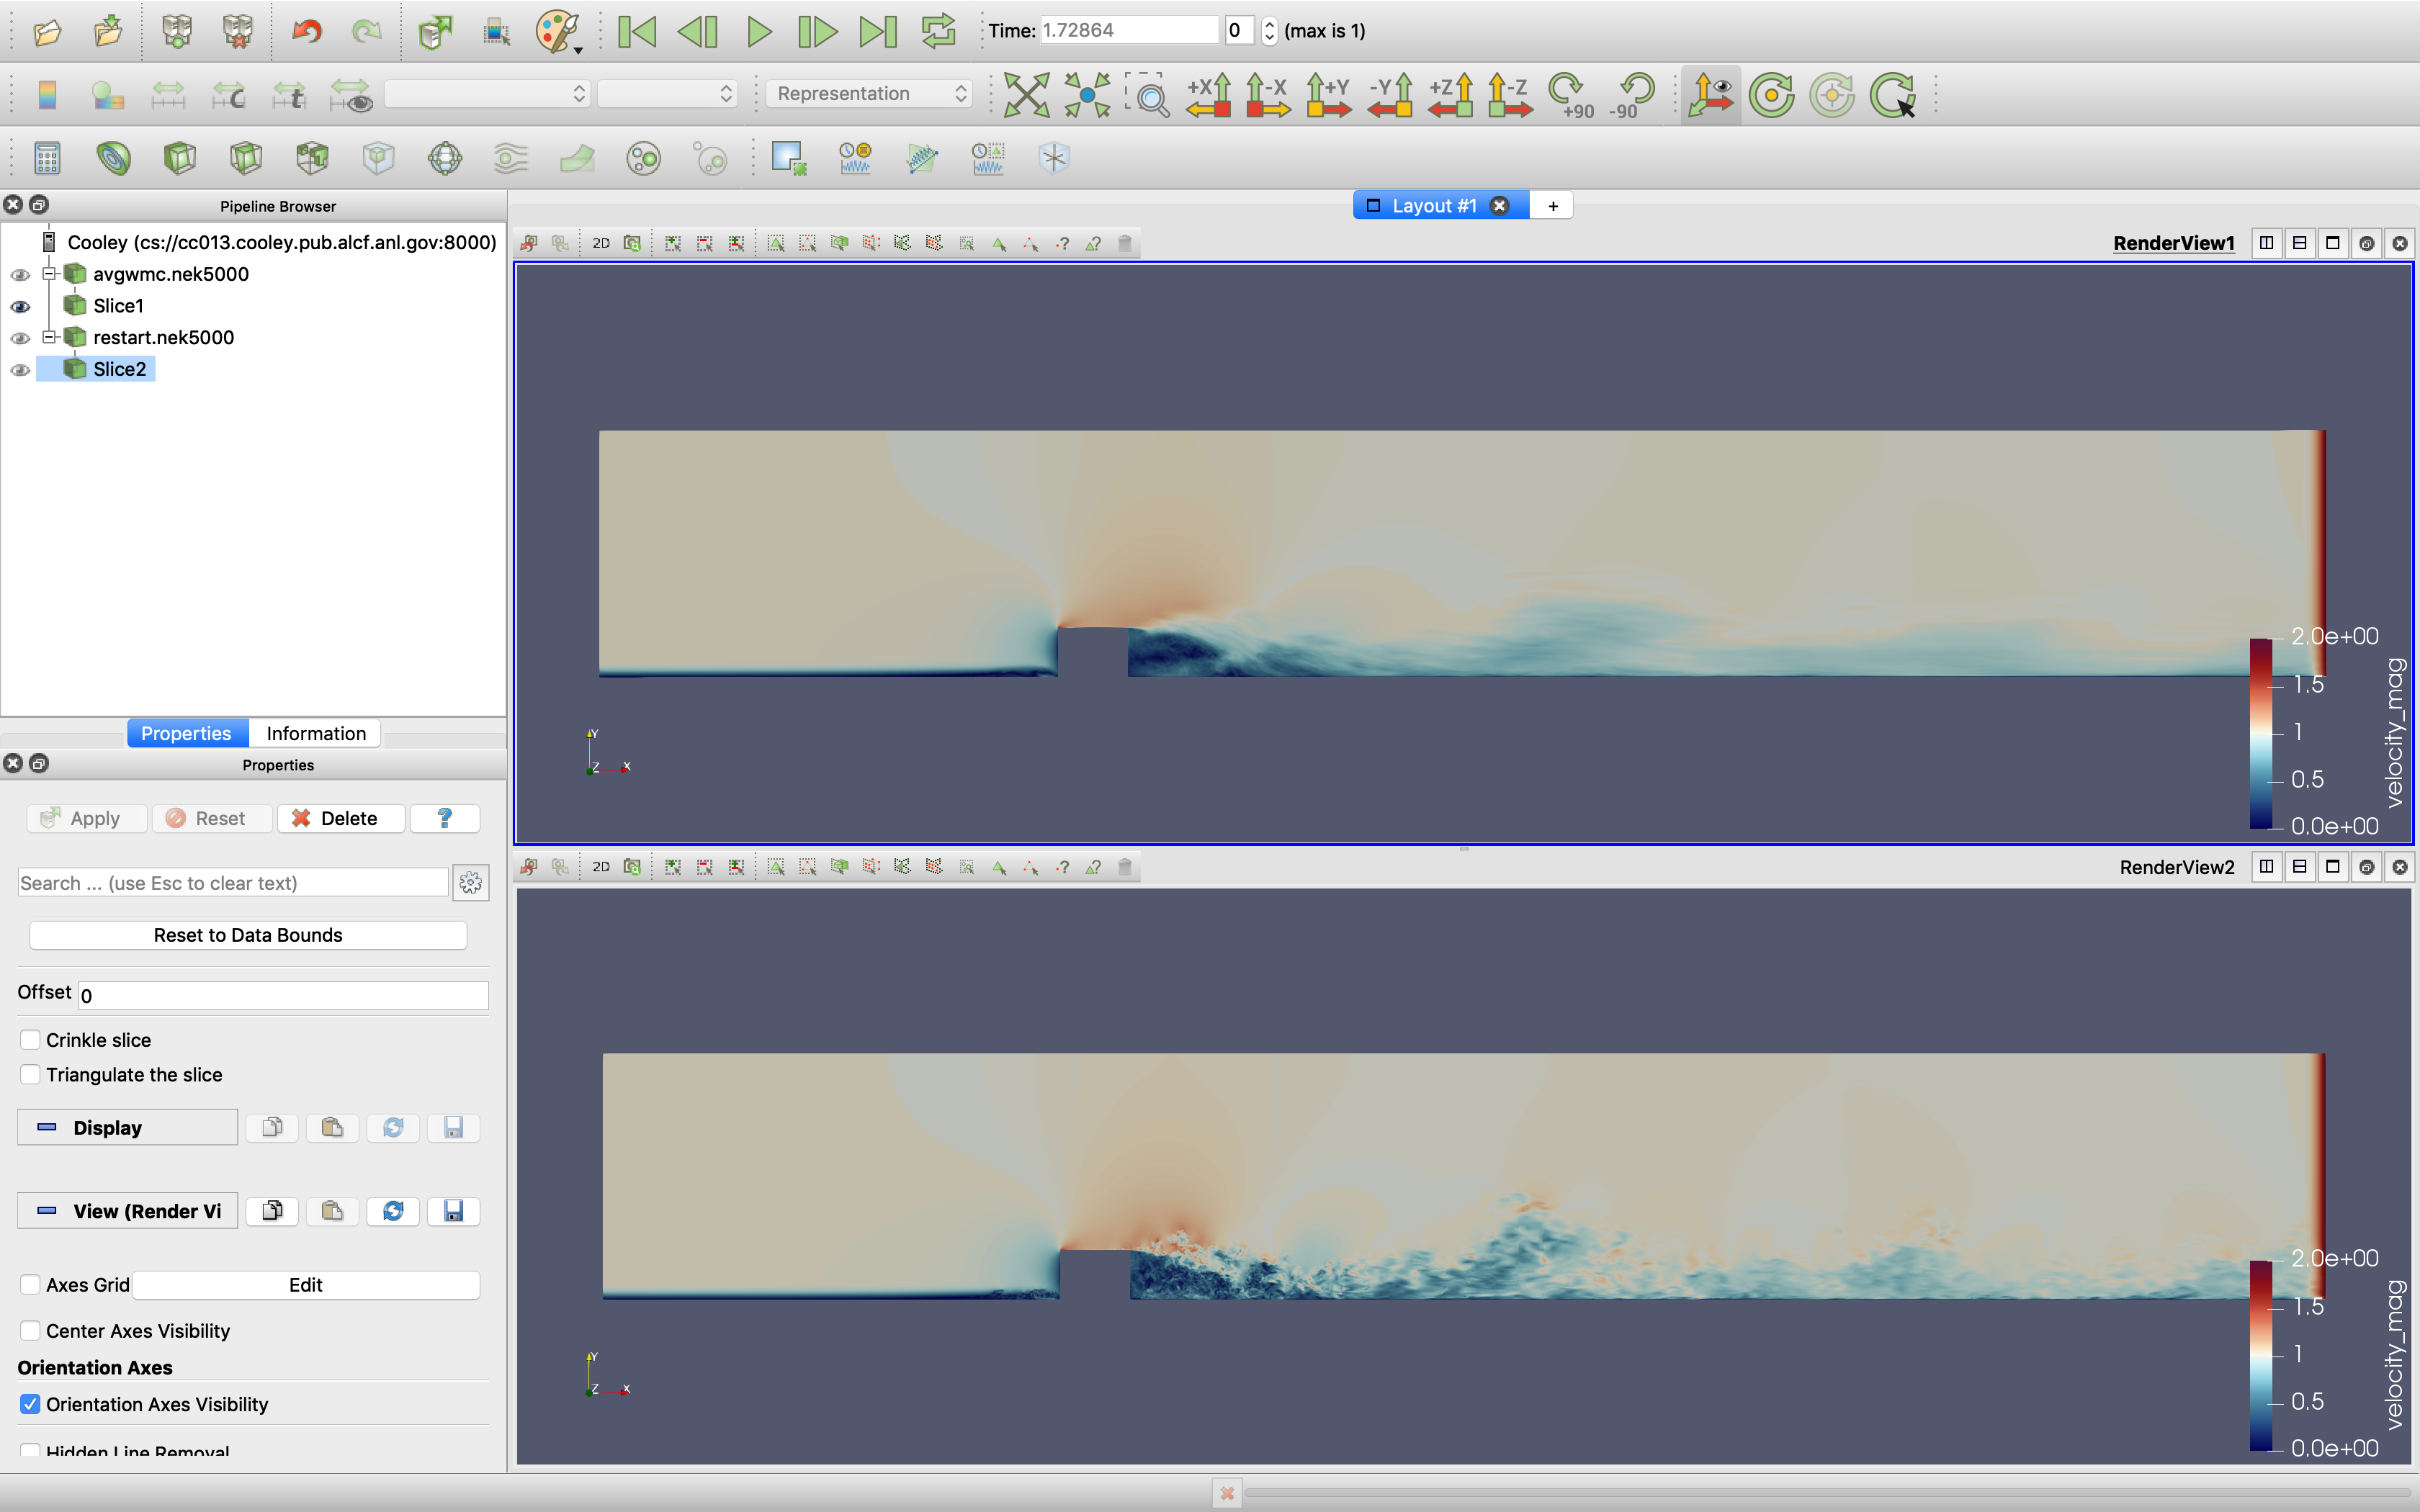 Time: 1.72864 0 (max is 1)
Representation
+X -X +Y -Y +Z -Z +90 -90
Pipeline Browser
Cooley (cs://cc013.cooley.pub.alcf.anl.gov:8000)
avgwmc.nek5000
Slice1
restart.nek5000
Slice2
Properties Information
Properties
Apply Reset Delete ?
Search ... (use Esc to clear text)
Reset to Data Bounds
Offset 0
Crinkle slice
Triangulate the slice
Display
View (Render Vi
Axes Grid Edit
Center Axes Visibility
Orientation Axes
Orientation Axes Visibility
Hidden Line Removal
Layout #1 +
2D RenderView1
2.0e+00
1.5
1
0.5
0.0e+00
velocity_mag
Y
Z X
2D RenderView2
2.0e+00
1.5
1
0.5
0.0e+00
velocity_mag
Y
Z X